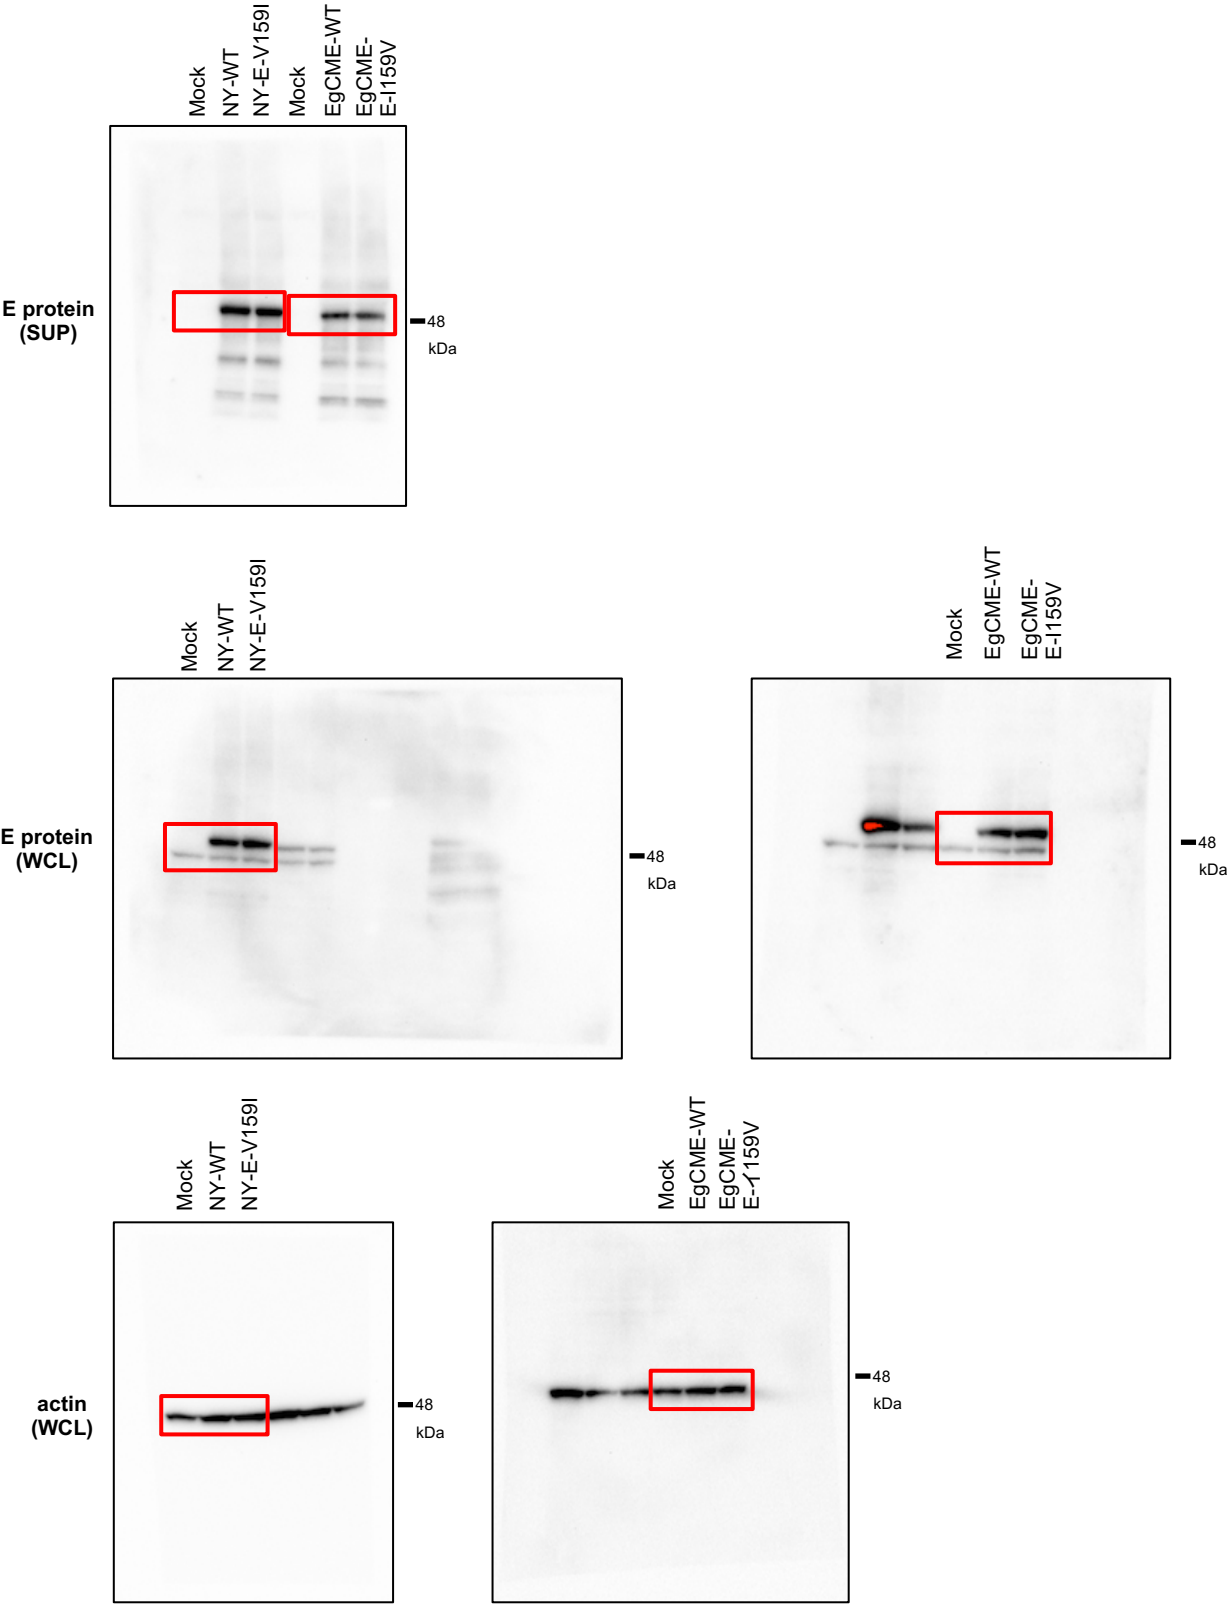 Mock
NY-WT
NY-E-V159I
Mock
EgCME-WT
EgCME-
E-I159V
E protein
(SUP)
48
kDa
Mock
NY-WT
NY-E-V159I
Mock
EgCME-WT
EgCME-
E-I159V
E protein
(WCL)
48
kDa
48
kDa
Mock
NY-WT
NY-E-V159I
Mock
EgCME-WT
EgCME-
E-イ159V
actin
(WCL)
48
kDa
48
kDa